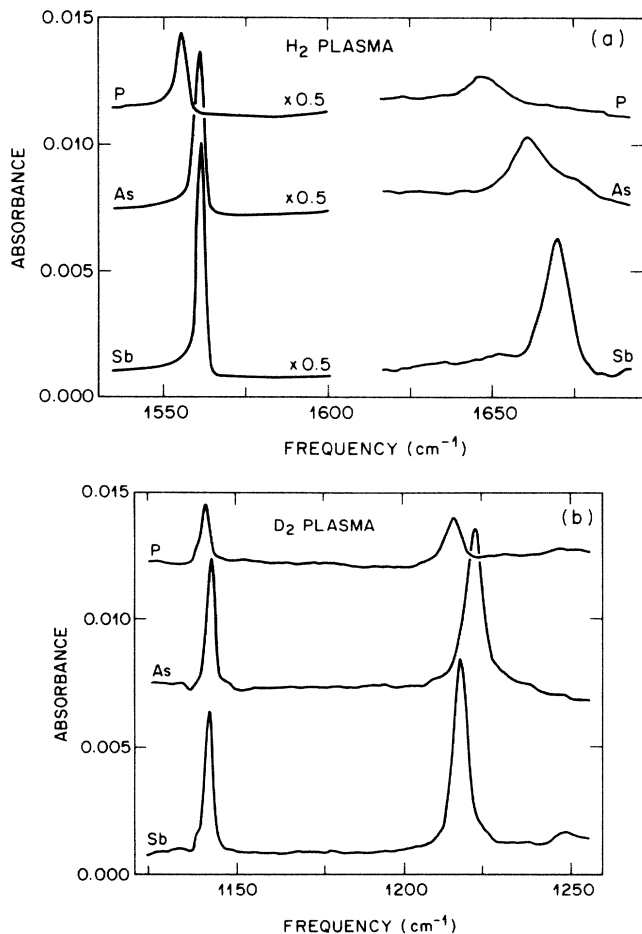 0.015
H₂ PLASMA
(a)
P
x 0.5
P
0.010
As
x 0.5
As
ABSORBANCE
0.005
Sb
x 0.5
Sb
0.000
1550
1600
1650
FREQUENCY (cm⁻¹)
0.015
D₂ PLASMA
(b)
P
0.010
As
ABSORBANCE
0.005
Sb
0.000
1150
1200
1250
FREQUENCY (cm⁻¹)